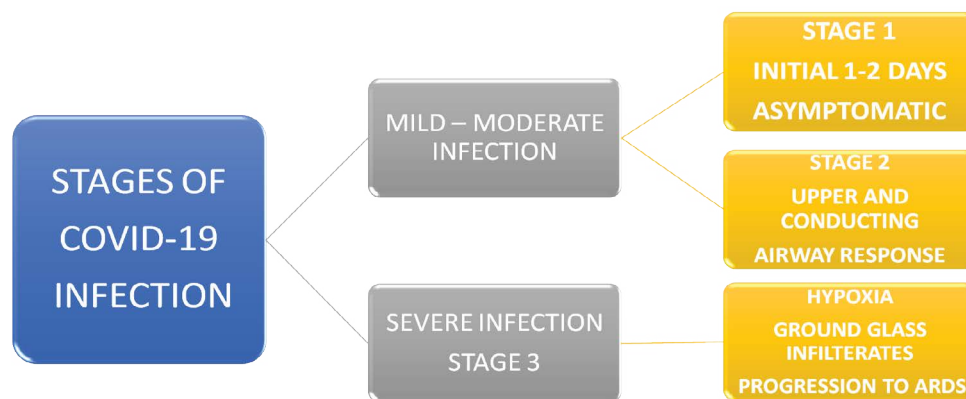 STAGES OF
COVID-19
INFECTION
MILD – MODERATE
INFECTION
STAGE 1
INITIAL 1-2 DAYS
ASYMPTOMATIC
STAGE 2
UPPER AND
CONDUCTING
AIRWAY RESPONSE
SEVERE INFECTION
STAGE 3
HYPOXIA
GROUND GLASS
INFILTERATES
PROGRESSION TO ARDS